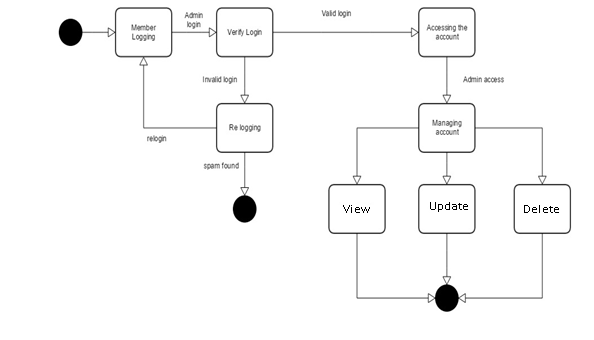 Member
Logging
Admin
login
Verify Login
Valid login
Accessing the
account
Invalid login
Admin access
Re logging
Managing
account
relogin
spam found
View
Update
Delete